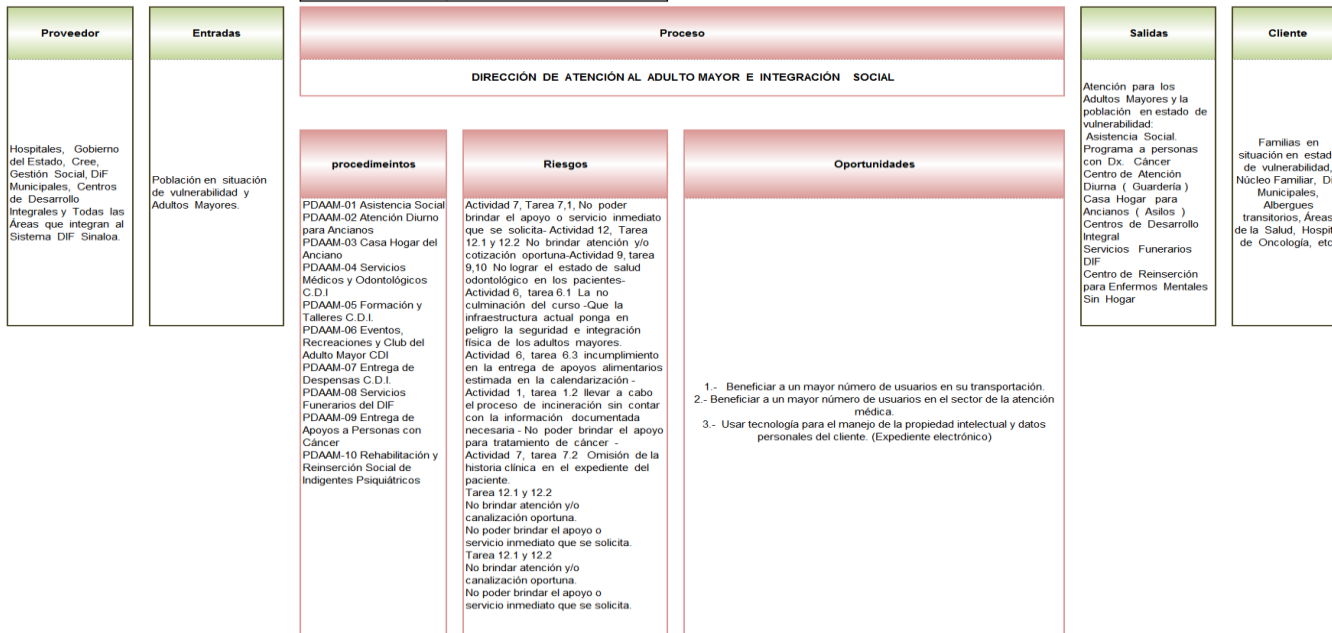 Proveedor
Hospitales, Gobierno
del Estado, Cree,
Gestión Social, DiF
Municipales, Centros
de Desarrollo
Integrales y Todas las
Áreas que integran al
Sistema DIF Sinaloa.
Entradas
Población en situación
de vulnerabilidad y
Adultos Mayores.
Proceso
DIRECCIÓN DE ATENCIÓN AL ADULTO MAYOR E INTEGRACIÓN SOCIAL
procedimeintos
PDAAM-01 Asistencia Social
PDAAM-02 Atención Diurno
para Ancianos
PDAAM-03 Casa Hogar del
Anciano
PDAAM-04 Servicios
Médicos y Odontológicos
C.D.I
PDAAM-05 Formación y
Talleres C.D.I.
PDAAM-06 Eventos,
Recreaciones y Club del
Adulto Mayor CDI
PDAAM-07 Entrega de
Despensas C.D.I.
PDAAM-08 Servicios
Funerarios del DIF
PDAAM-09 Entrega de
Apoyos a Personas con
Cáncer
PDAAM-10 Rehabilitación y
Reinserción Social de
Indigentes Psiquiátricos
Riesgos
Actividad 7, Tarea 7,1, No poder
brindar el apoyo o servicio inmediato
que se solicita- Actividad 12, Tarea
12.1 y 12.2 No brindar atención y/o
cotización oportuna-Actividad 9, tarea
9,10 No lograr el estado de salud
odontológico en los pacientes-
Actividad 6, tarea 6.1 La no
culminación del curso -Que la
infraestructura actual ponga en
peligro la seguridad e integración
física de los adultos mayores.
Actividad 6, tarea 6.3 incumplimiento
en la entrega de apoyos alimentarios
estimada en la calendarización -
Actividad 1, tarea 1.2 llevar a cabo
el proceso de incineración sin contar
con la información documentada
necesaria - No poder brindar el apoyo
para tratamiento de cáncer -
Actividad 7, tarea 7.2 Omisión de la
historia clínica en el expediente del
paciente.
Tarea 12.1 y 12.2
No brindar atención y/o
canalización oportuna.
No poder brindar el apoyo o
servicio inmediato que se solicita.
Tarea 12.1 y 12.2
No brindar atención y/o
canalización oportuna.
No poder brindar el apoyo o
servicio inmediato que se solicita.
Oportunidades
1.- Beneficiar a un mayor número de usuarios en su transportación.
2.- Beneficiar a un mayor número de usuarios en el sector de la atención
médica.
3.- Usar tecnología para el manejo de la propiedad intelectual y datos
personales del cliente. (Expediente electrónico)
Salidas
Atención para los
Adultos Mayores y la
población en estado de
vulnerabilidad:
Asistencia Social.
Programa a personas
con Dx. Cáncer
Centro de Atención
Diurna ( Guardería )
Casa Hogar para
Ancianos ( Asilos )
Centros de Desarrollo
Integral
Servicios Funerarios
DIF
Centro de Reinserción
para Enfermos Mentales
Sin Hogar
Cliente
Familias en
situación en estad
de vulnerabilidad,
Núcleo Familiar, Di
Municipales,
Albergues
transitorios, Áreas
de la Salud, Hospit
de Oncología, etc